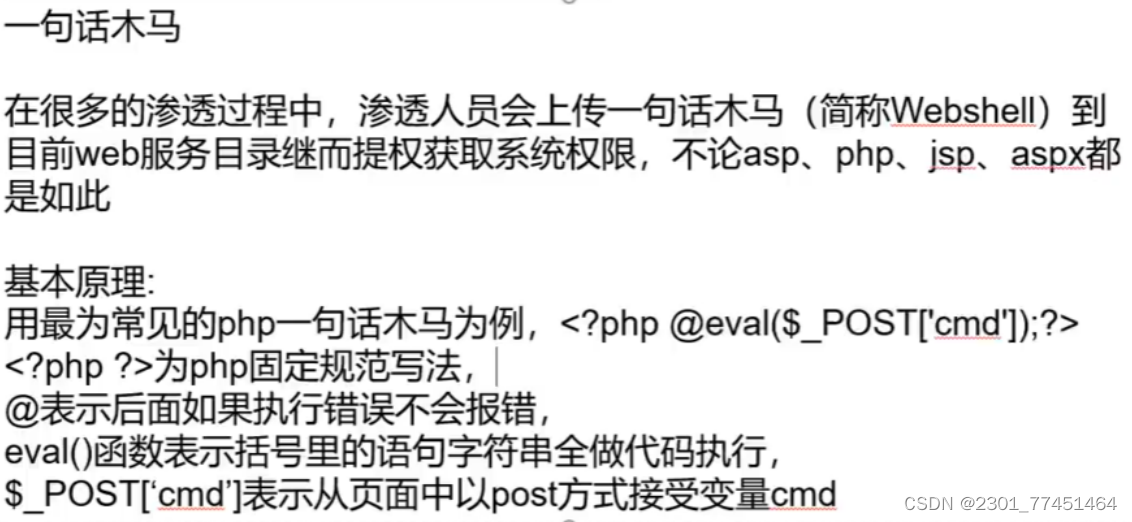 一句话木马
在很多的渗透过程中，渗透人员会上传一句话木马（简称Webshell）到
目前web服务目录继而提权获取系统权限，不论asp、php、jsp、aspx都
是如此
基本原理:
用最为常见的php一句话木马为例，<?php @eval($_POST['cmd']);?>
<?php ?>为php固定规范写法，
@表示后面如果执行错误不会报错，
eval()函数表示括号里的语句字符串全做代码执行，
$_POST[‘cmd’]表示从页面中以post方式接受变量cmd
CSDN @2301_77451464